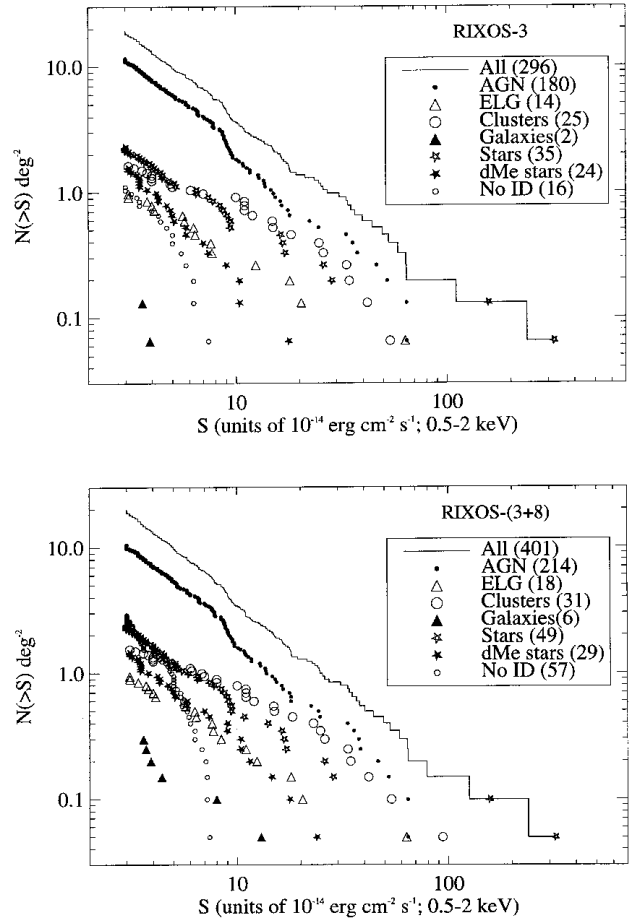 RIXOS-3
All (296)
AGN (180)
ELG (14)
Clusters (25)
Galaxies(2)
Stars (35)
dMe stars (24)
No ID (16)
10.0
1.0
0.1
N(>S) deg⁻²
10
100
S (units of 10⁻¹⁴ erg cm⁻² s⁻¹; 0.5-2 keV)
RIXOS-(3+8)
All (401)
AGN (214)
ELG (18)
Clusters (31)
Galaxies(6)
Stars (49)
dMe stars (29)
No ID (57)
10.0
1.0
0.1
N(>S) deg⁻²
10
100
S (units of 10⁻¹⁴ erg cm⁻² s⁻¹; 0.5-2 keV)